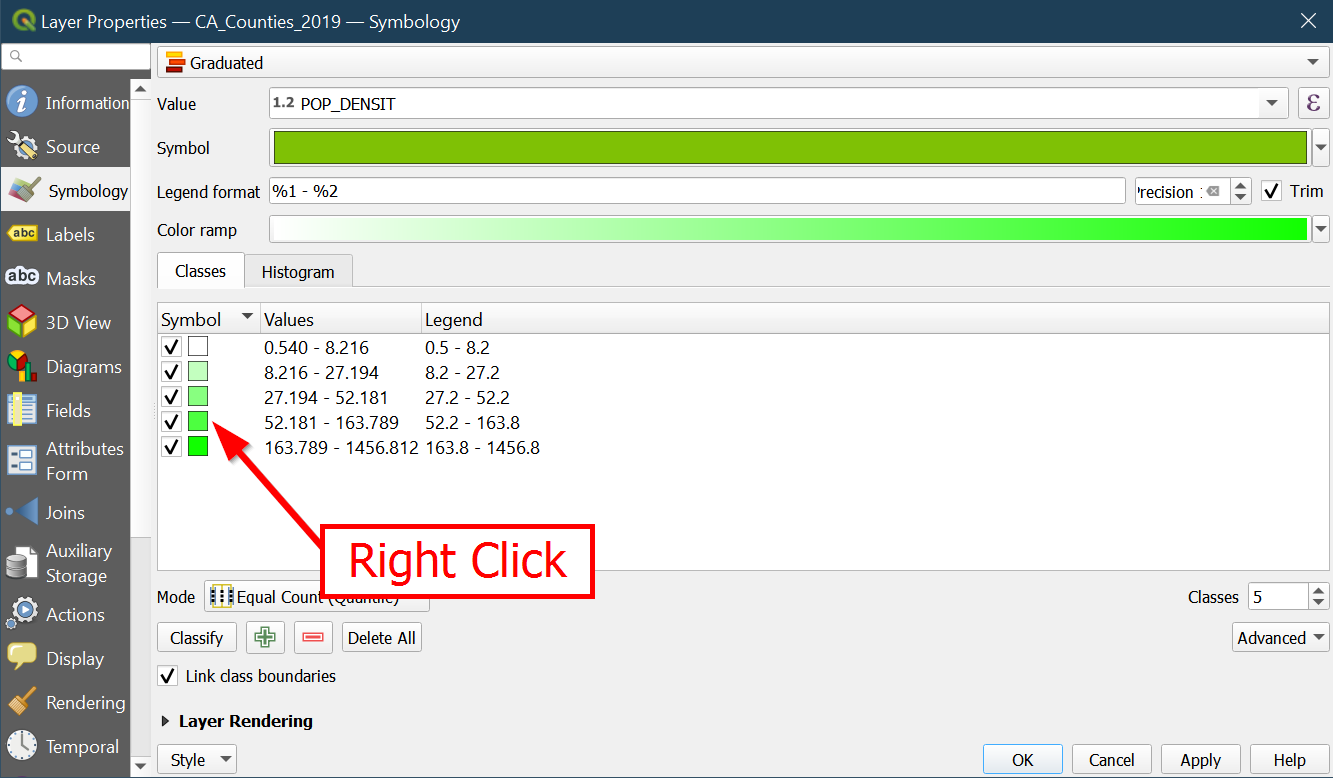 Layer Properties — CA_Counties_2019 — Symbology
Information
Source
Symbology
abc Labels
abc Masks
3D View
Diagrams
Fields
Attributes
Form
Joins
Auxiliary
Storage
Actions
Display
Rendering
Temporal
Graduated
Value 1.2 POP_DENSIT ε
Symbol
Legend format %1 - %2 recision Trim
Color ramp
Classes Histogram
Symbol Values Legend
0.540 - 8.216 0.5 - 8.2
8.216 - 27.194 8.2 - 27.2
27.194 - 52.181 27.2 - 52.2
52.181 - 163.789 52.2 - 163.8
163.789 - 1456.812 163.8 - 1456.8
Right Click
Mode Equal Count (Quantile) Classes 5
Classify Delete All Advanced
Link class boundaries
Layer Rendering
Style OK Cancel Apply Help